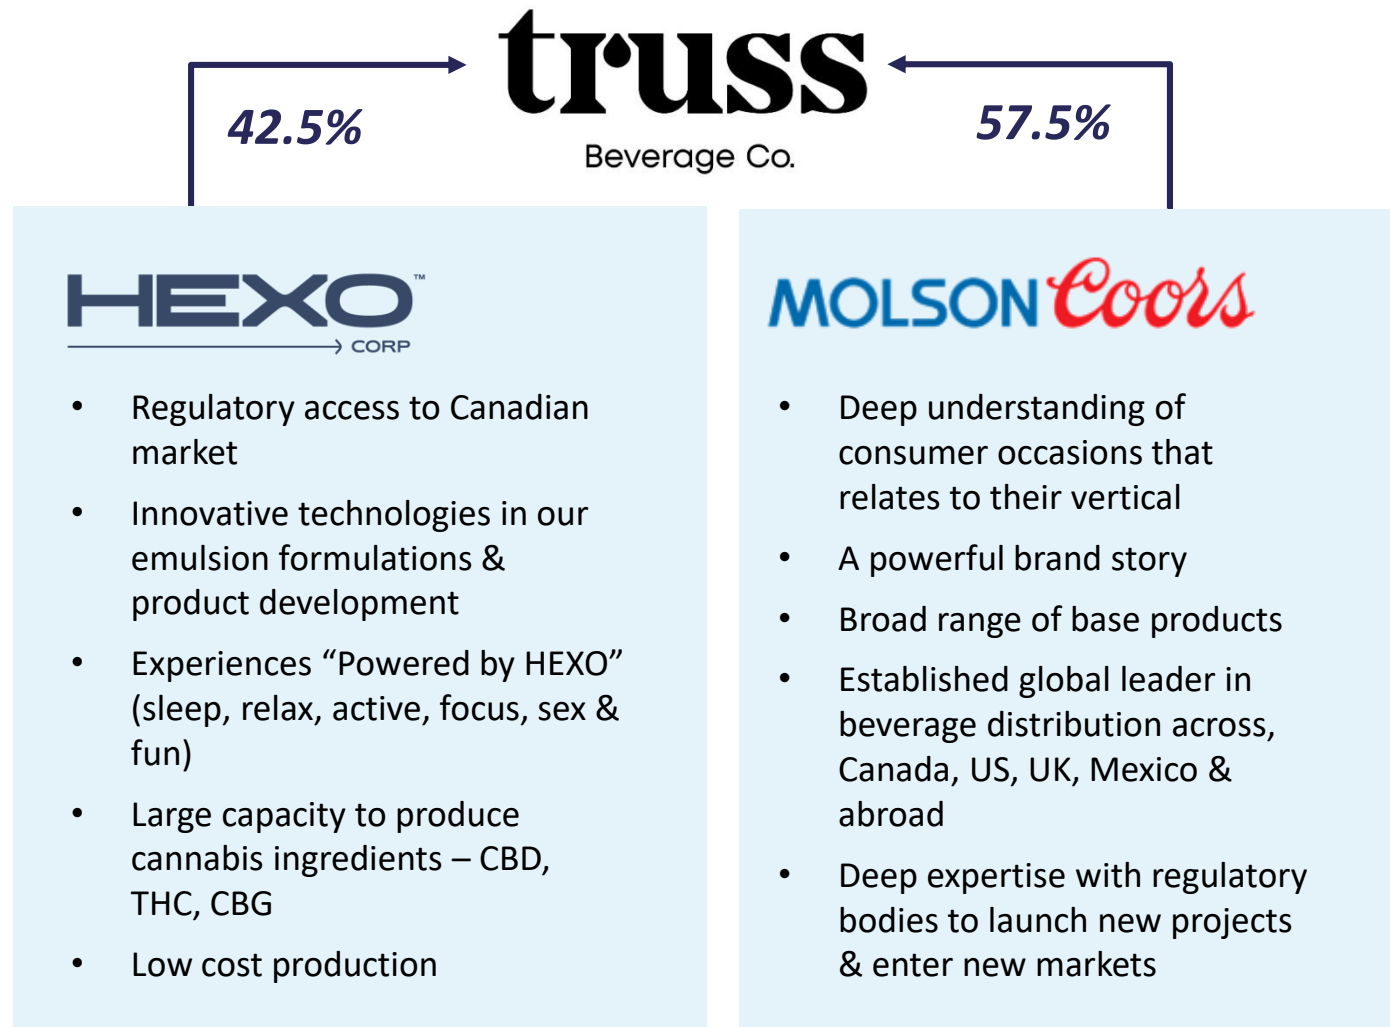 truss
Beverage Co.
42.5%
57.5%
HEXO™
CORP
• Regulatory access to Canadian
market
• Innovative technologies in our
emulsion formulations &
product development
• Experiences “Powered by HEXO”
(sleep, relax, active, focus, sex &
fun)
• Large capacity to produce
cannabis ingredients – CBD,
THC, CBG
• Low cost production
MOLSON Coors
• Deep understanding of
consumer occasions that
relates to their vertical
• A powerful brand story
• Broad range of base products
• Established global leader in
beverage distribution across,
Canada, US, UK, Mexico &
abroad
• Deep expertise with regulatory
bodies to launch new projects
& enter new markets